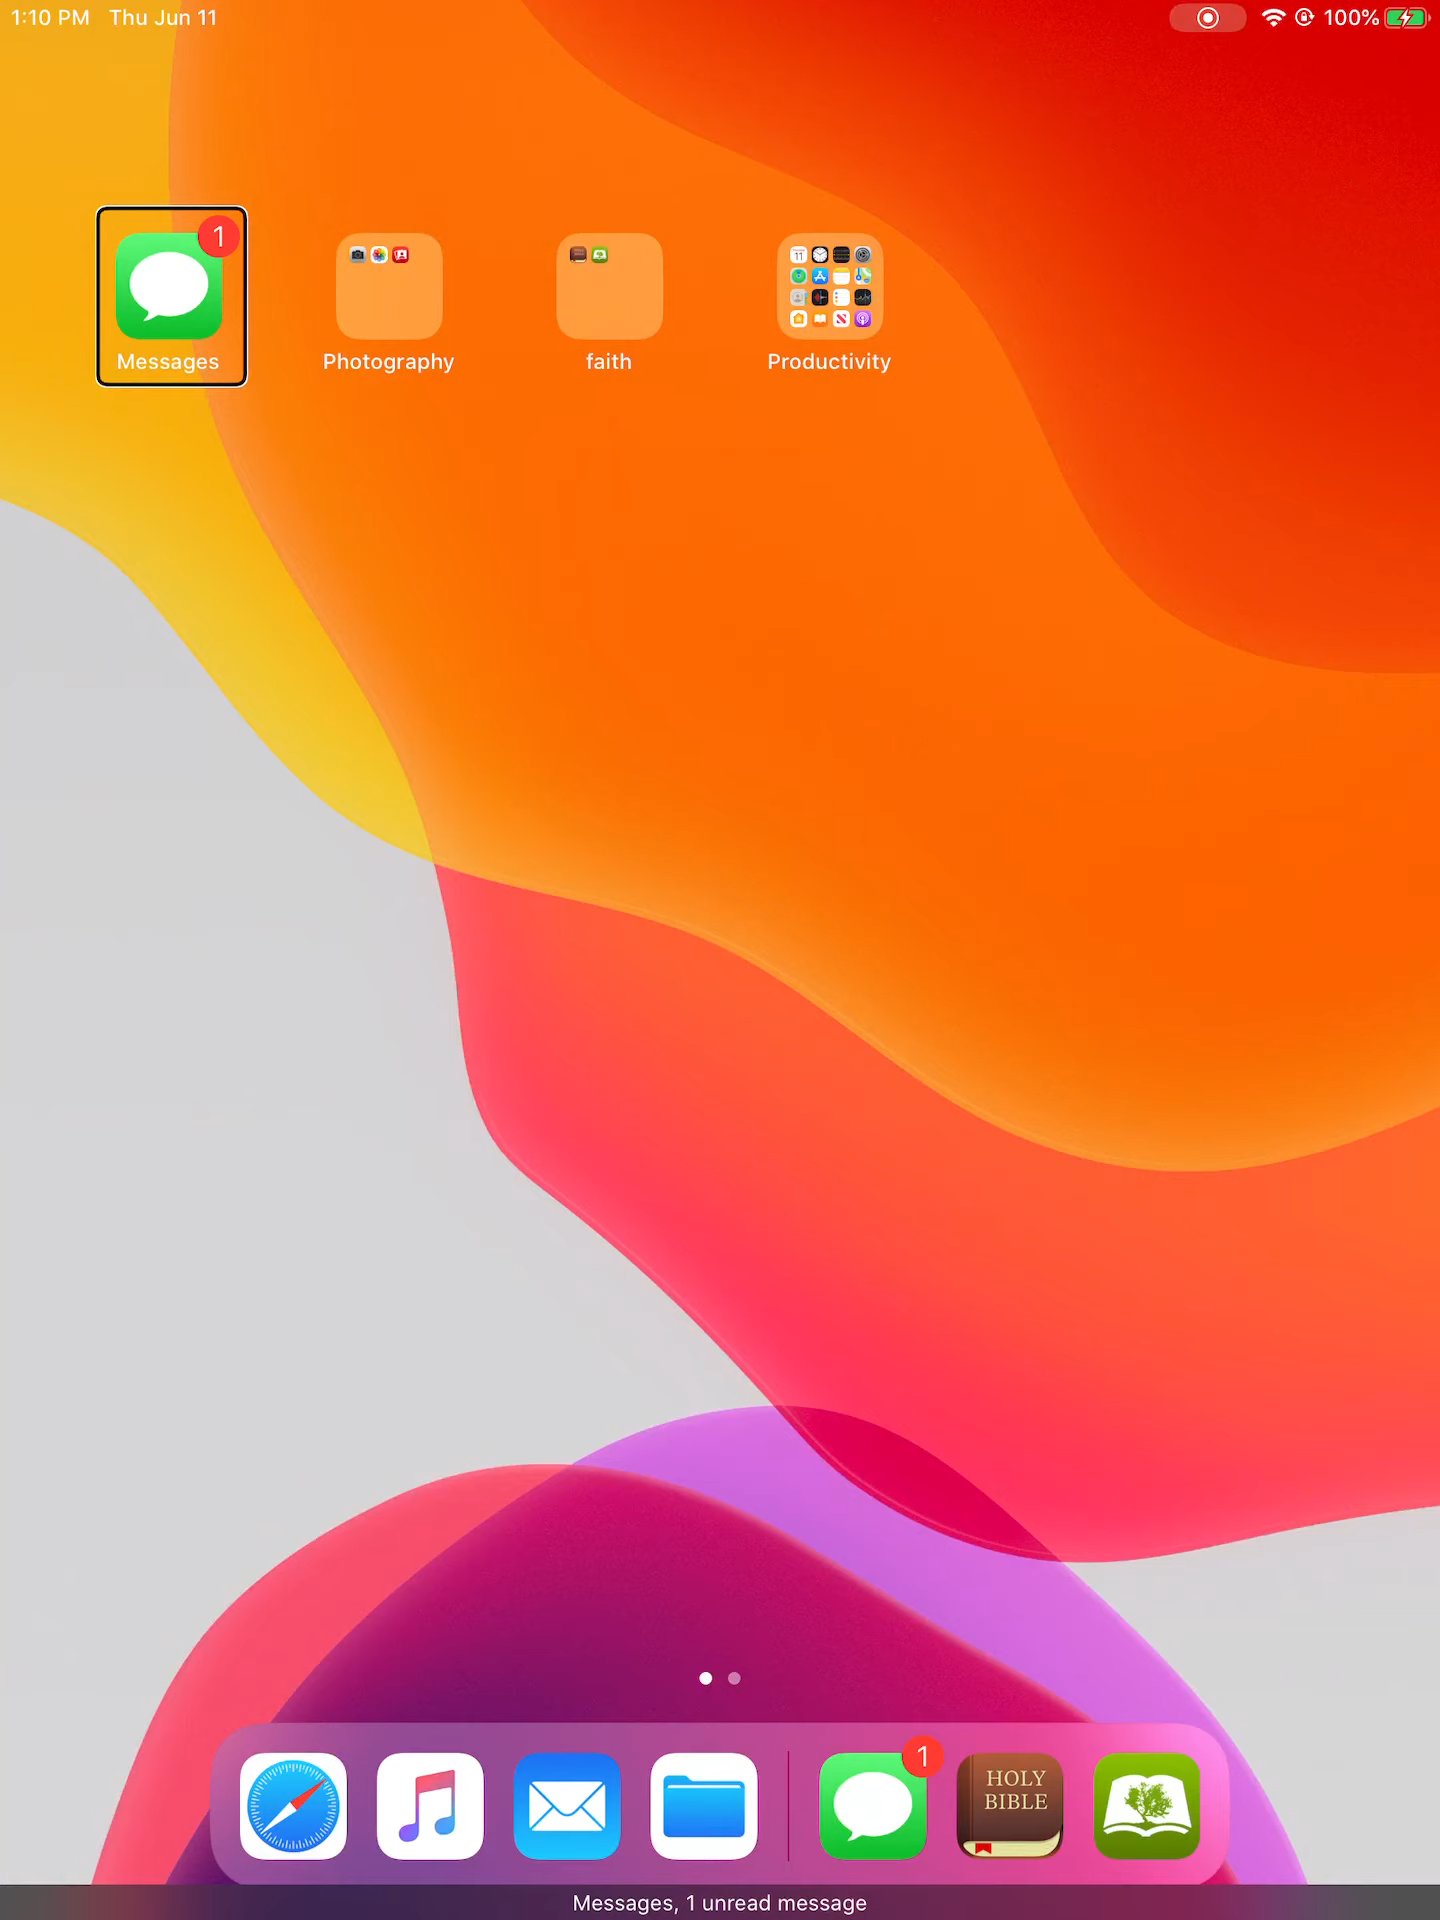 1:10 PM Thu Jun 11
100%
1
Messages
Photography
faith
11
Productivity
1
HOLY
BIBLE
Messages, 1 unread message